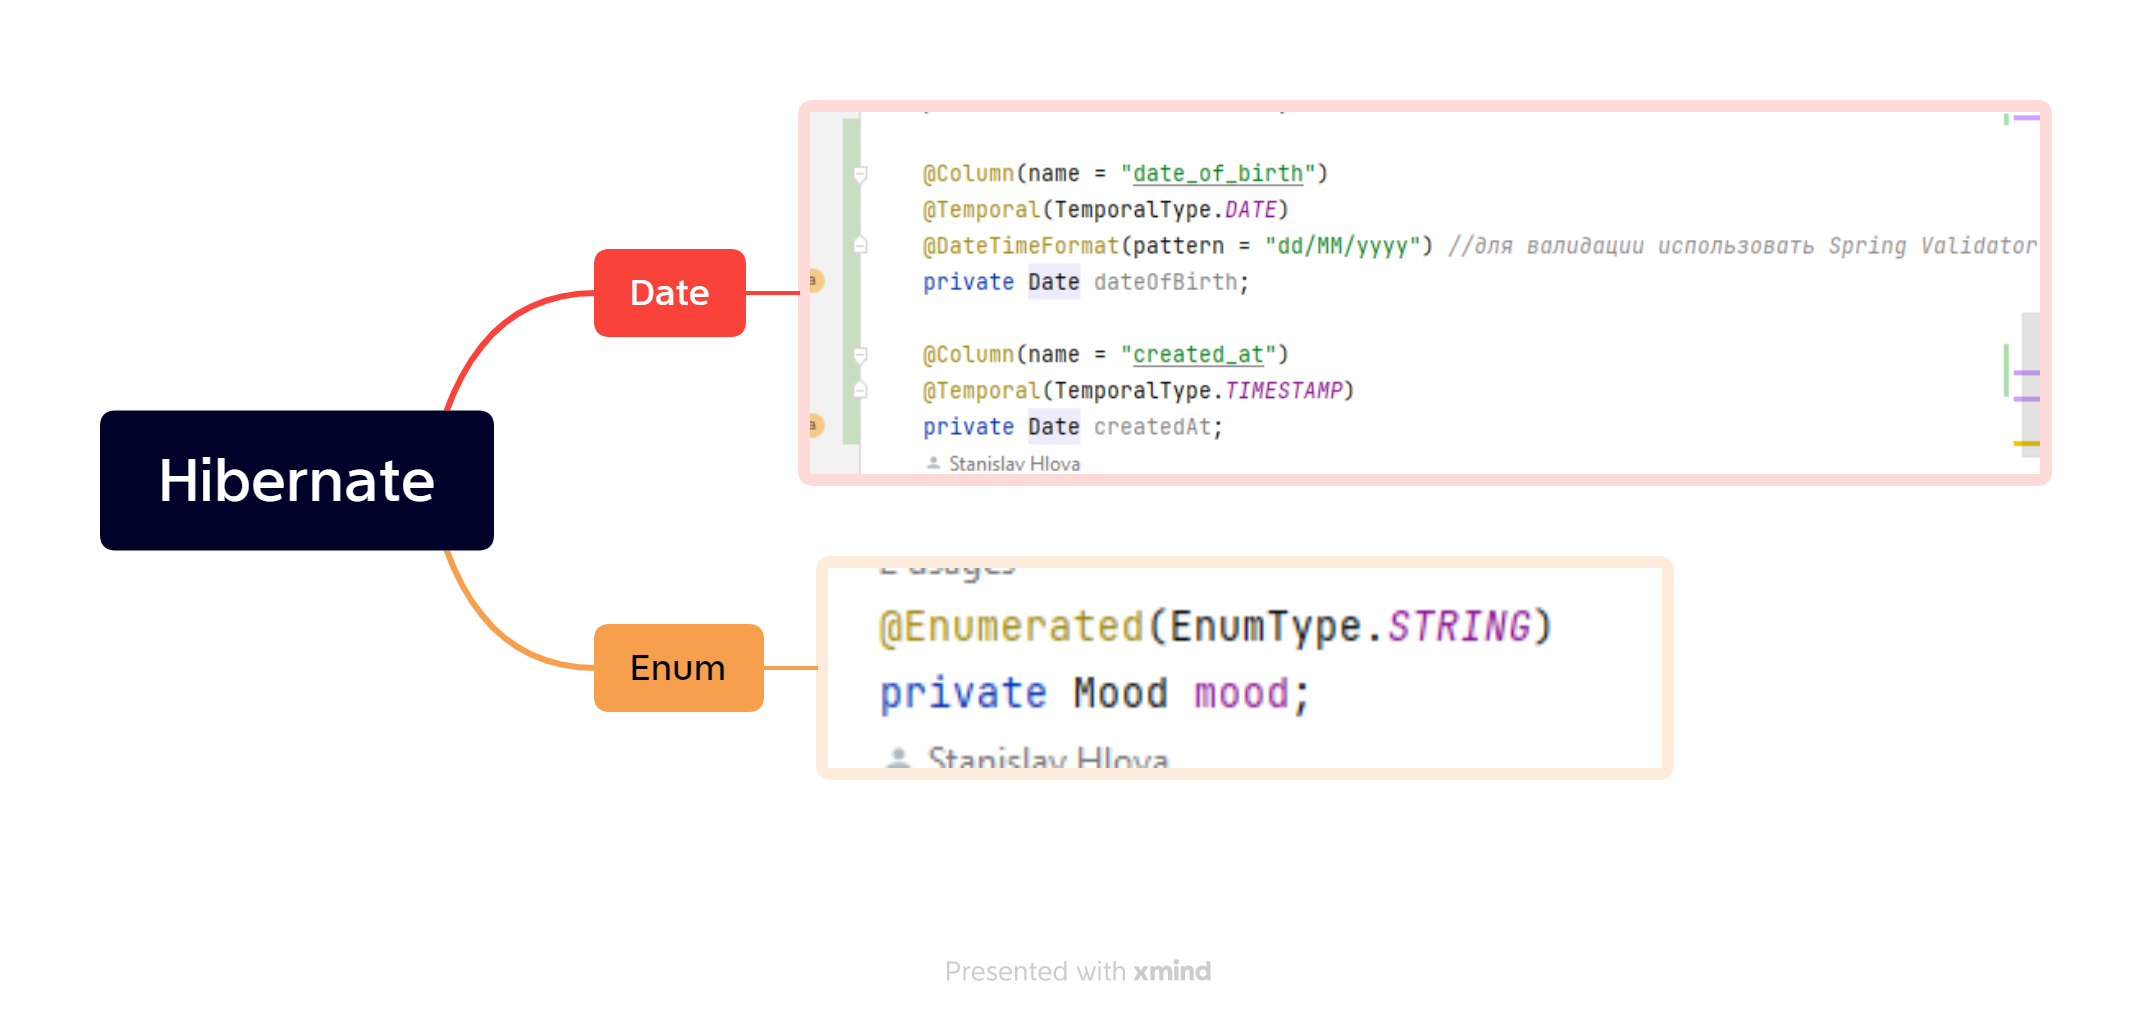 Hibernate
Date
@Column(name = "date_of_birth")
@Temporal(TemporalType.DATE)
@DateTimeFormat(pattern = "dd/MM/yyyy") //для валидации использовать Spring Validator
private Date dateOfBirth;
@Column(name = "created_at")
@Temporal(TemporalType.TIMESTAMP)
private Date createdAt;
Stanislav Hlova
Enum
2 usages
@Enumerated(EnumType.STRING)
private Mood mood;
Stanislav Hlova
Presented with xmind